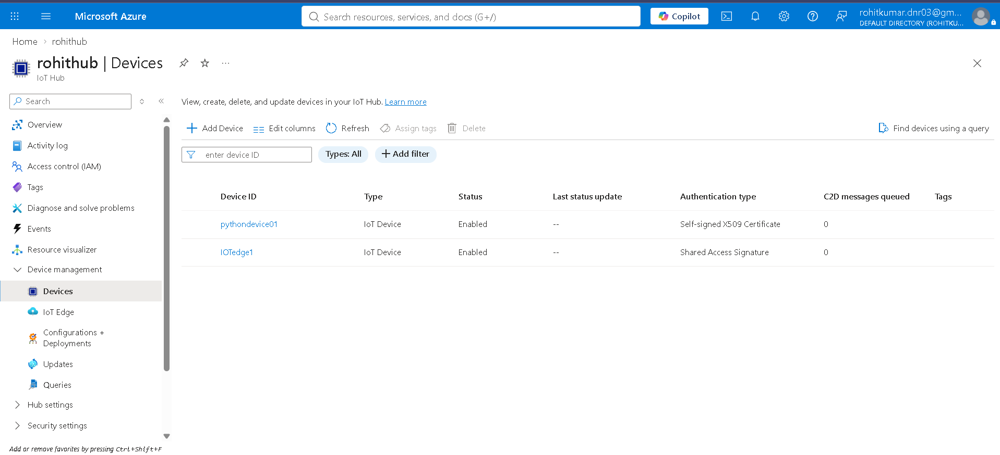 Microsoft Azure
Search resources, services, and docs (G+/)
Copilot
rohitkumar.dnr03@gm...
DEFAULT DIRECTORY (ROHITKU...
Home
rohithub
rohithub | Devices
...
IoT Hub
Search
View, create, delete, and update devices in your IoT Hub. Learn more
Add Device
Edit columns
Refresh
Assign tags
Delete
Find devices using a query
enter device ID
Types: All
Add filter
Device ID Type Status Last status update Authentication type C2D messages queued Tags
pythondevice01 IoT Device Enabled -- Self-signed X509 Certificate 0
IOTedge1 IoT Device Enabled -- Shared Access Signature 0
Overview
Activity log
Access control (IAM)
Tags
Diagnose and solve problems
Events
Resource visualizer
Device management
Devices
IoT Edge
Configurations +
Deployments
Updates
Queries
Hub settings
Security settings
Add or remove favorites by pressing Ctrl+Shift+F